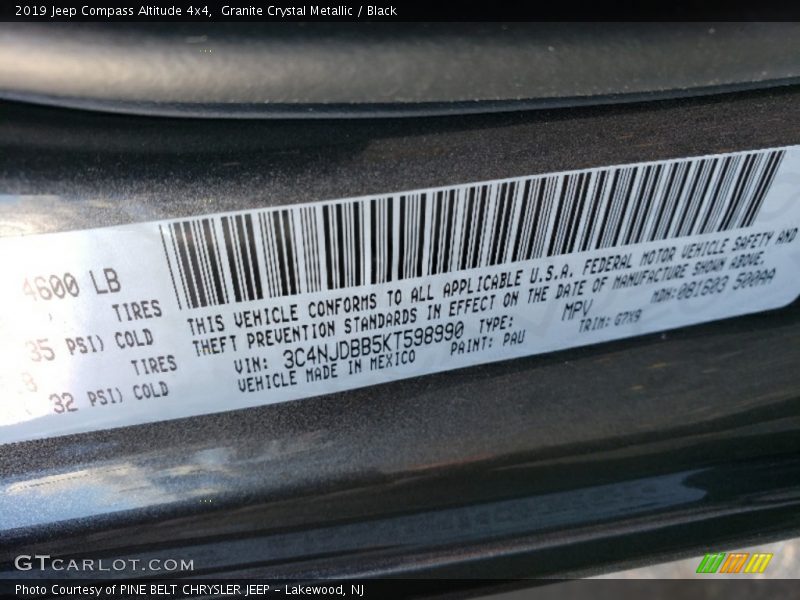 2019 Jeep Compass Altitude 4x4,  Granite Crystal Metallic / Black
4600 LB
TIRES
35 PSI) COLD
TIRES
32 PSI) COLD
THIS VEHICLE CONFORMS TO ALL APPLICABLE U.S.A. FEDERAL MOTOR VEHICLE SAFETY AND
THEFT PREVENTION STANDARDS IN EFFECT ON THE DATE OF MANUFACTURE SHOWN ABOVE.
VIN: 3C4NJDBB5KT598990 TYPE: MPV MDH:081603 500AA
VEHICLE MADE IN MEXICO PAINT: PAU TRIM: G7X9
GTCARLOT.COM
Photo Courtesy of PINE BELT CHRYSLER JEEP – Lakewood, NJ